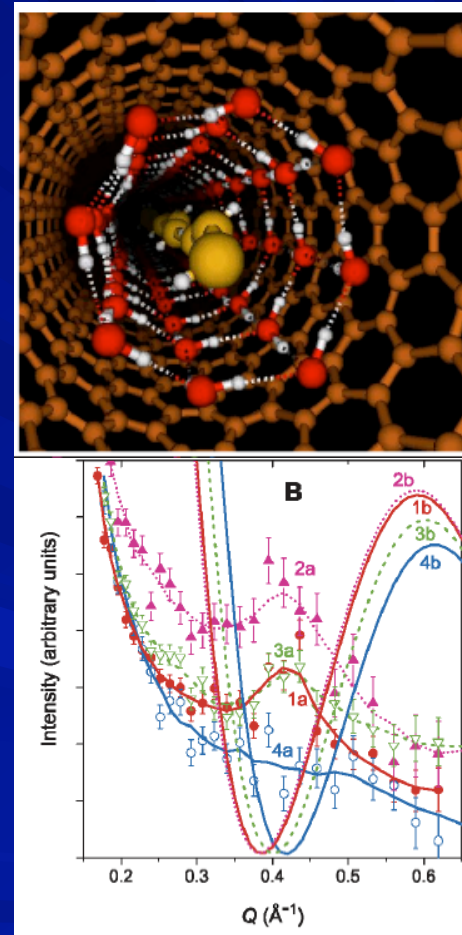 B
2b
1b
3b
4b
2a
3a
1a
4a
Intensity (arbitrary units)
0.2 0.3 0.4 0.5 0.6
Q (Å⁻¹)